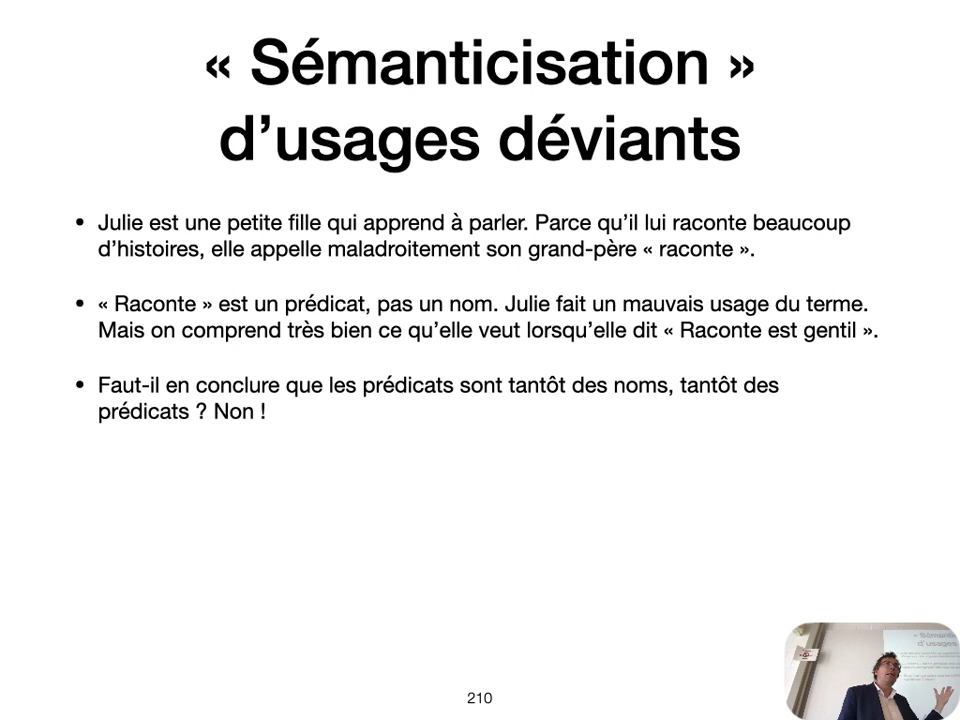 « Sémanticisation »
d’usages déviants
• Julie est une petite fille qui apprend à parler. Parce qu’il lui raconte beaucoup
d’histoires, elle appelle maladroitement son grand-père « raconte ».
• « Raconte » est un prédicat, pas un nom. Julie fait un mauvais usage du terme.
Mais on comprend très bien ce qu’elle veut lorsqu’elle dit « Raconte est gentil ».
• Faut-il en conclure que les prédicats sont tantôt des noms, tantôt des
prédicats ? Non !
210
« Sémanti
d’usages